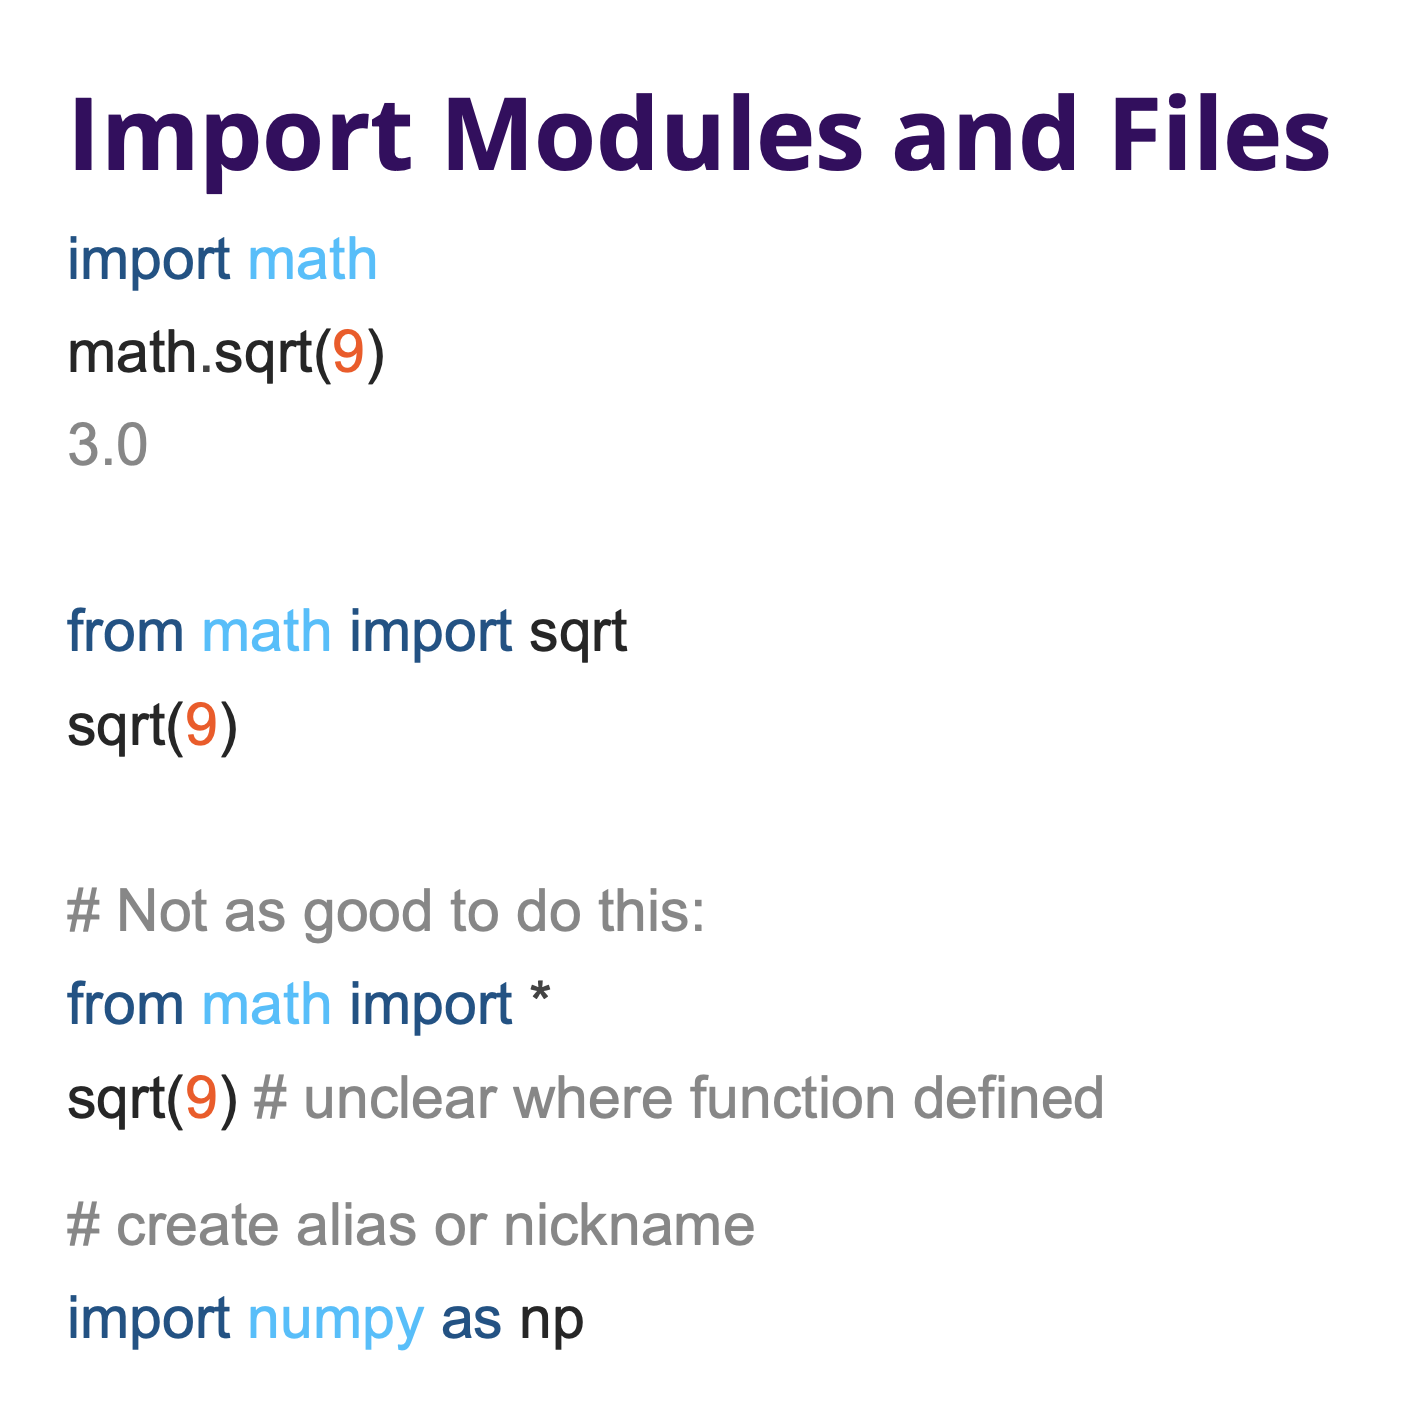 Import Modules and Files
import math
math.sqrt(9)
3.0
from math import sqrt
sqrt(9)
# Not as good to do this:
from math import *
sqrt(9) # unclear where function defined
# create alias or nickname
import numpy as np